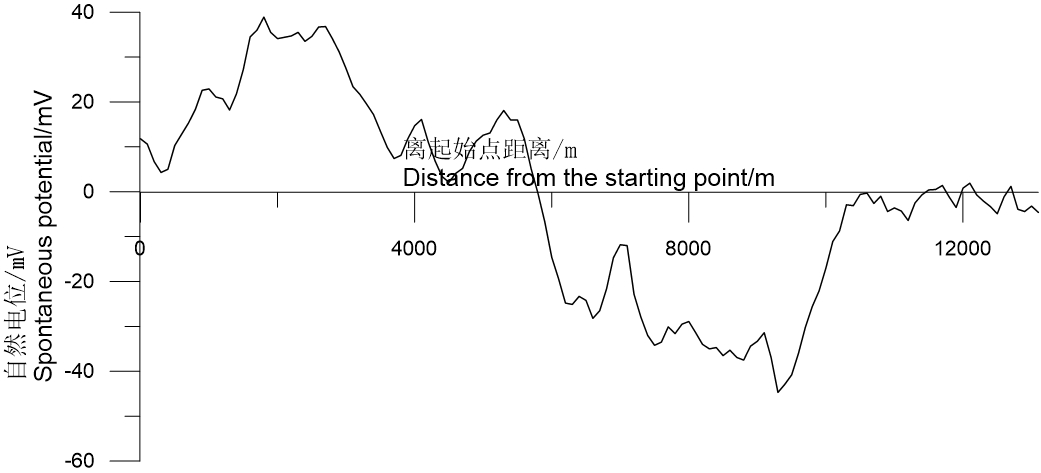 40
20
离起始点距离/m
Distance from the starting point/m
0
0
4000
8000
12000
自然电位/mV
Spontaneous potential/mV
-20
-40
-60